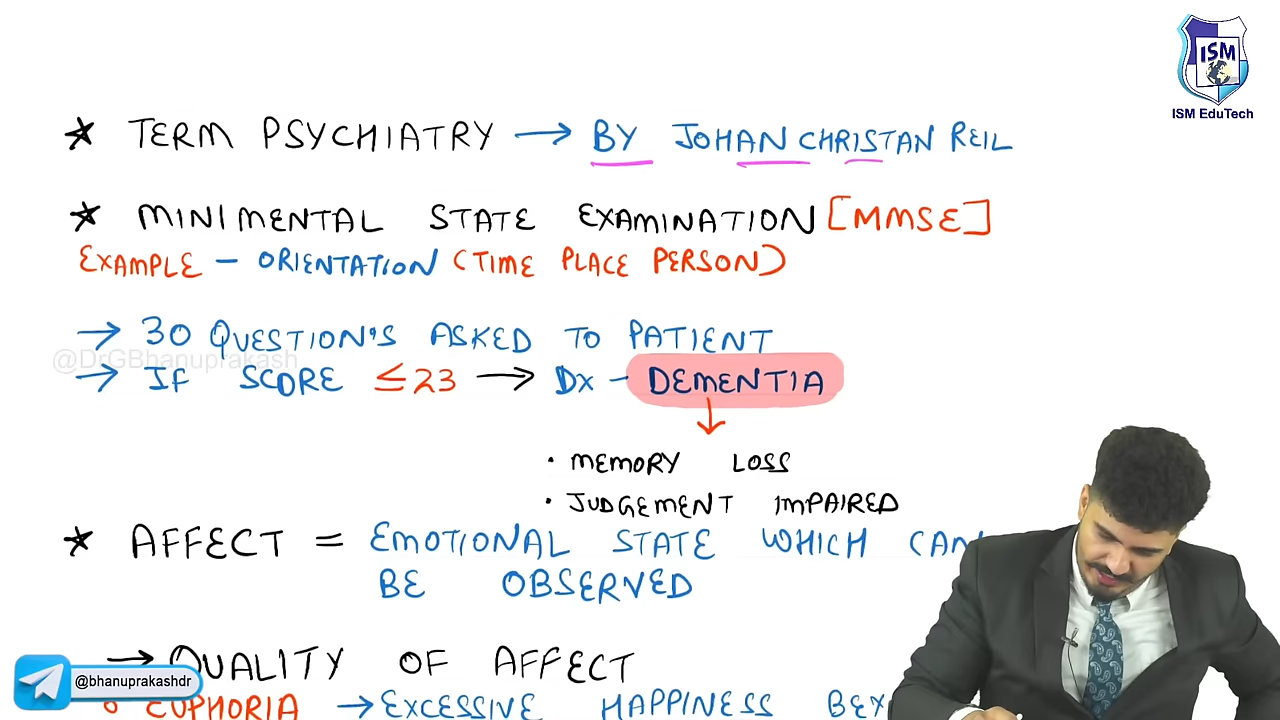 ISM
ISM EduTech
★ TERM PSYCHIATRY → BY JOHAN CHRISTAN REIL
★ MINIMENTAL STATE EXAMINATION [MMSE]
EXAMPLE – ORIENTATION (TIME PLACE PERSON)
→ 30 QUESTION'S ASKED TO PATIENT
@DrGBhanuprakash
→ IF SCORE ≤23 → DX – DEMENTIA
↓
• MEMORY LOSS
• JUDGEMENT IMPAIRED
★ AFFECT = EMOTIONAL STATE WHICH CAN
BE OBSERVED
→ QUALITY OF AFFECT
@bhanuprakashdr
EUPHORIA → EXCESSIVE HAPPINESS